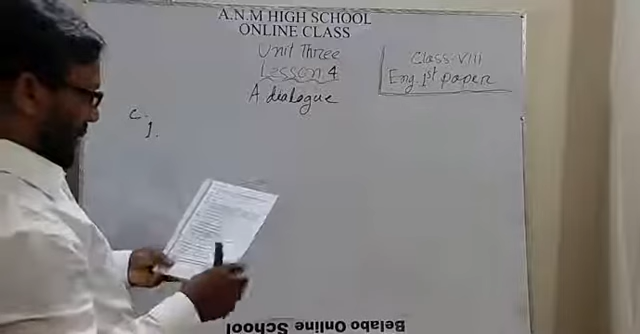 A.N.M HIGH SCHOOL
ONLINE CLASS
Unit Three
Lesson 4
A dialogue
Class-VIII
Eng. 1st paper
C.
1.
Belabo Online School